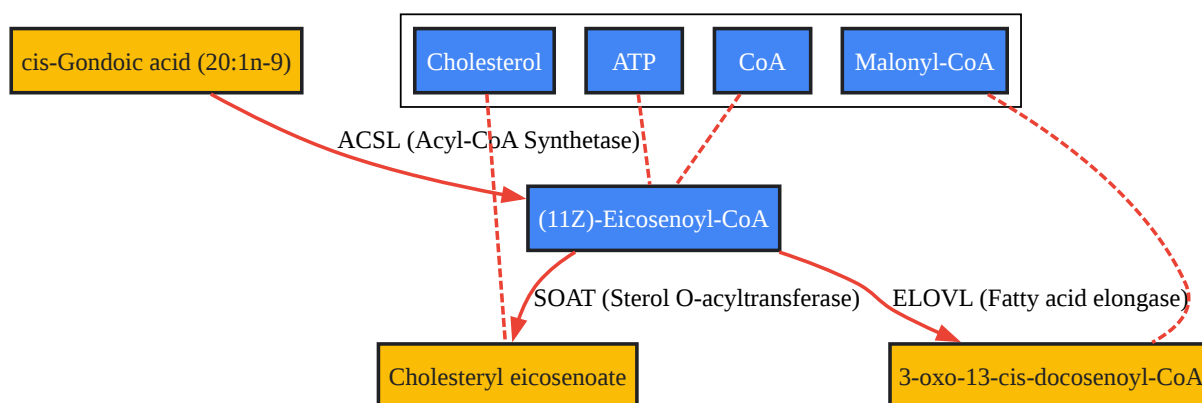 cis-Gondoic acid (20:1n-9)
Cholesterol
ATP
CoA
Malonyl-CoA
ACSL (Acyl-CoA Synthetase)
(11Z)-Eicosenoyl-CoA
SOAT (Sterol O-acyltransferase)
ELOVL (Fatty acid elongase)
Cholesteryl eicosenoate
3-oxo-13-cis-docosenoyl-CoA